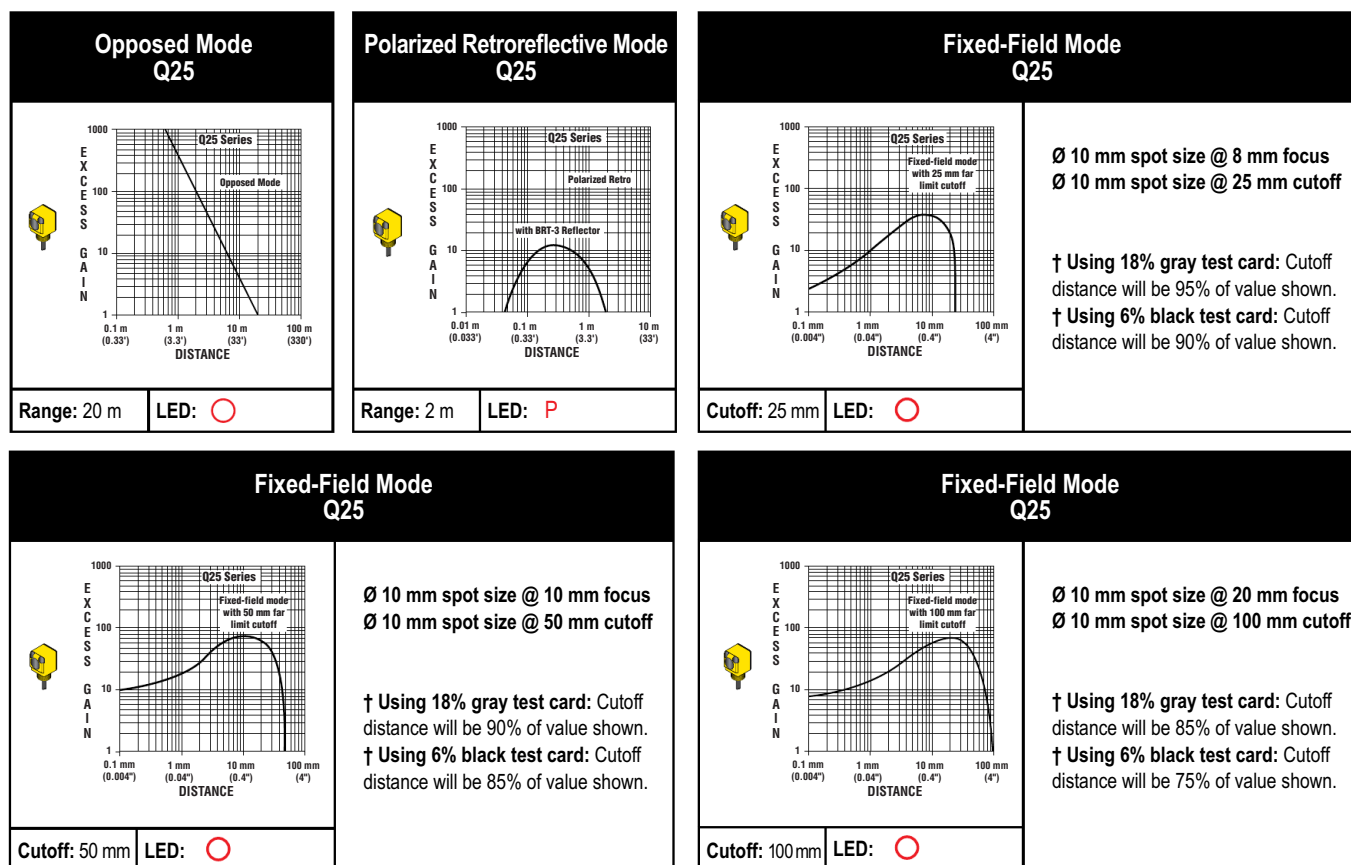 Opposed Mode
Q25
1000
100
10
1
EXCESS GAIN
Q25 Series
Opposed Mode
0.1 m 1 m 10 m 100 m
(0.33') (3.3') (33') (330')
DISTANCE
Range: 20 m LED:
Polarized Retroreflective Mode
Q25
1000
100
10
1
EXCESS GAIN
Q25 Series
Polarized Retro
with BRT-3 Reflector
0.01 m 0.1 m 1 m 10 m
(0.033') (0.33') (3.3') (33')
DISTANCE
Range: 2 m LED: P
Fixed-Field Mode
Q25
1000
100
10
1
EXCESS GAIN
Q25 Series
Fixed-field mode
with 25 mm far
limit cutoff
0.1 mm 1 mm 10 mm 100 mm
(0.004") (0.04") (0.4") (4")
DISTANCE
Cutoff: 25 mm LED:
Ø 10 mm spot size @ 8 mm focus
Ø 10 mm spot size @ 25 mm cutoff
† Using 18% gray test card: Cutoff
distance will be 95% of value shown.
† Using 6% black test card: Cutoff
distance will be 90% of value shown.
Fixed-Field Mode
Q25
1000
100
10
1
EXCESS GAIN
Q25 Series
Fixed-field mode
with 50 mm far
limit cutoff
0.1 mm 1 mm 10 mm 100 mm
(0.004") (0.04") (0.4") (4")
DISTANCE
Cutoff: 50 mm LED:
Ø 10 mm spot size @ 10 mm focus
Ø 10 mm spot size @ 50 mm cutoff
† Using 18% gray test card: Cutoff
distance will be 90% of value shown.
† Using 6% black test card: Cutoff
distance will be 85% of value shown.
Fixed-Field Mode
Q25
1000
100
10
1
EXCESS GAIN
Q25 Series
Fixed-field mode
with 100 mm far
limit cutoff
0.1 mm 1 mm 10 mm 100 mm
(0.004") (0.04") (0.4") (4")
DISTANCE
Cutoff: 100 mm LED:
Ø 10 mm spot size @ 20 mm focus
Ø 10 mm spot size @ 100 mm cutoff
† Using 18% gray test card: Cutoff
distance will be 85% of value shown.
† Using 6% black test card: Cutoff
distance will be 75% of value shown.